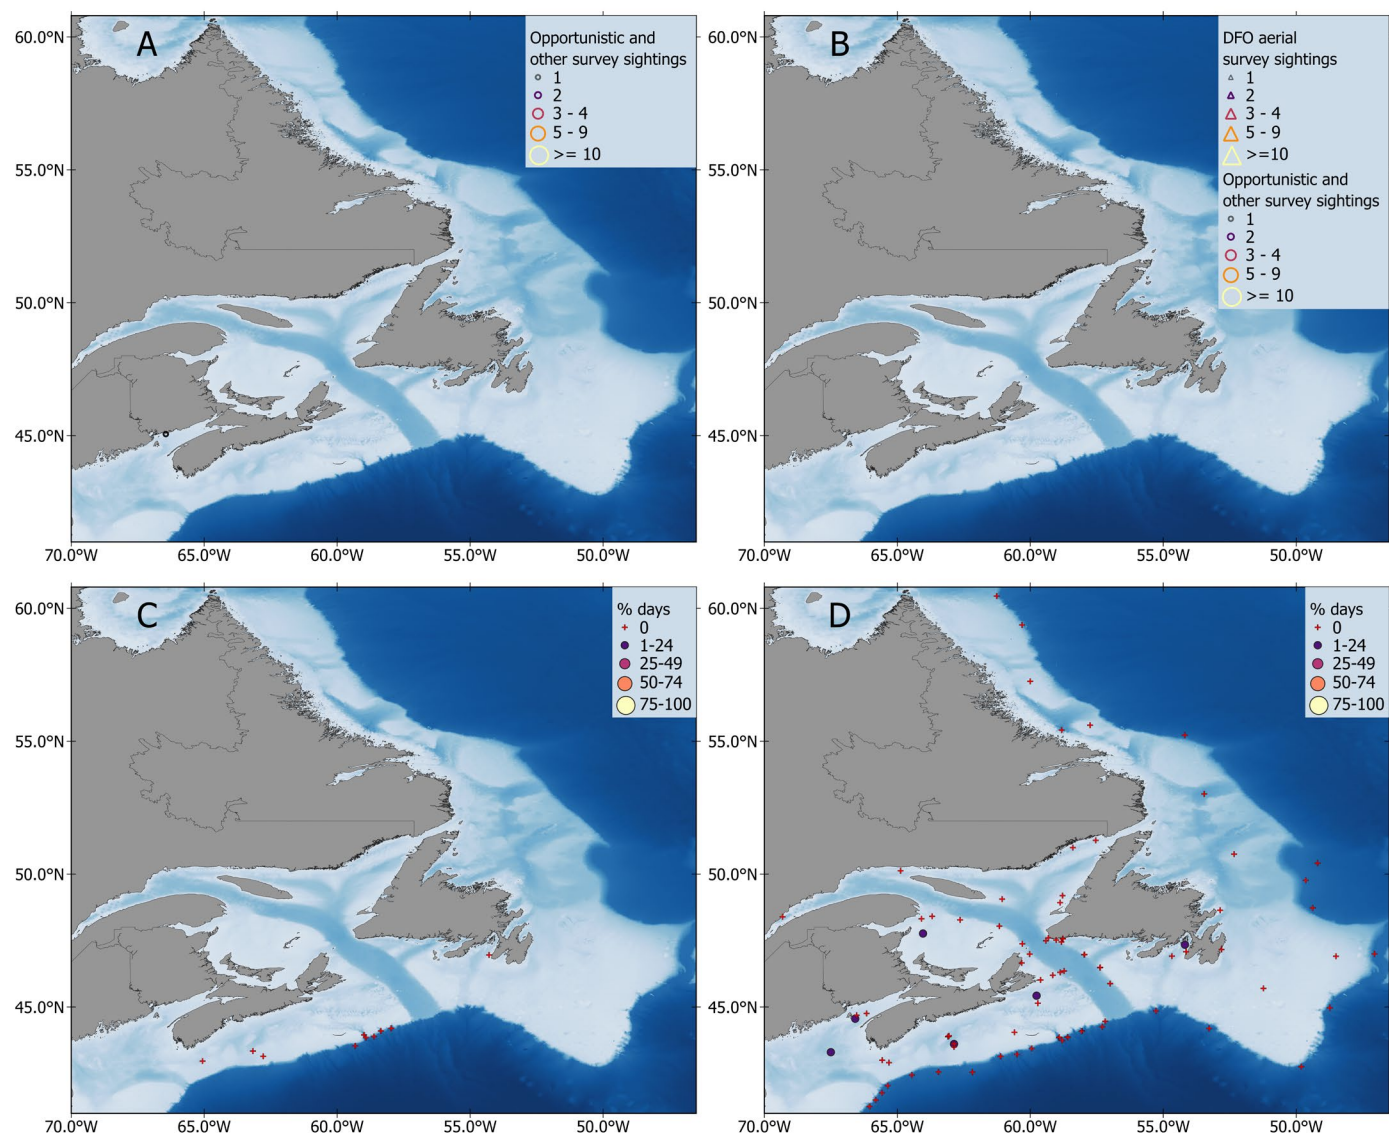 A
Opportunistic and
other survey sightings
1
2
3 - 4
5 - 9
>= 10
60.0°N
55.0°N
50.0°N
45.0°N
70.0°W 65.0°W 60.0°W 55.0°W 50.0°W
B
DFO aerial
survey sightings
1
2
3 - 4
5 - 9
>=10
Opportunistic and
other survey sightings
1
2
3 - 4
5 - 9
>= 10
60.0°N
55.0°N
50.0°N
45.0°N
70.0°W 65.0°W 60.0°W 55.0°W 50.0°W
C
% days
0
1-24
25-49
50-74
75-100
60.0°N
55.0°N
50.0°N
45.0°N
70.0°W 65.0°W 60.0°W 55.0°W 50.0°W
D
% days
0
1-24
25-49
50-74
75-100
60.0°N
55.0°N
50.0°N
45.0°N
70.0°W 65.0°W 60.0°W 55.0°W 50.0°W